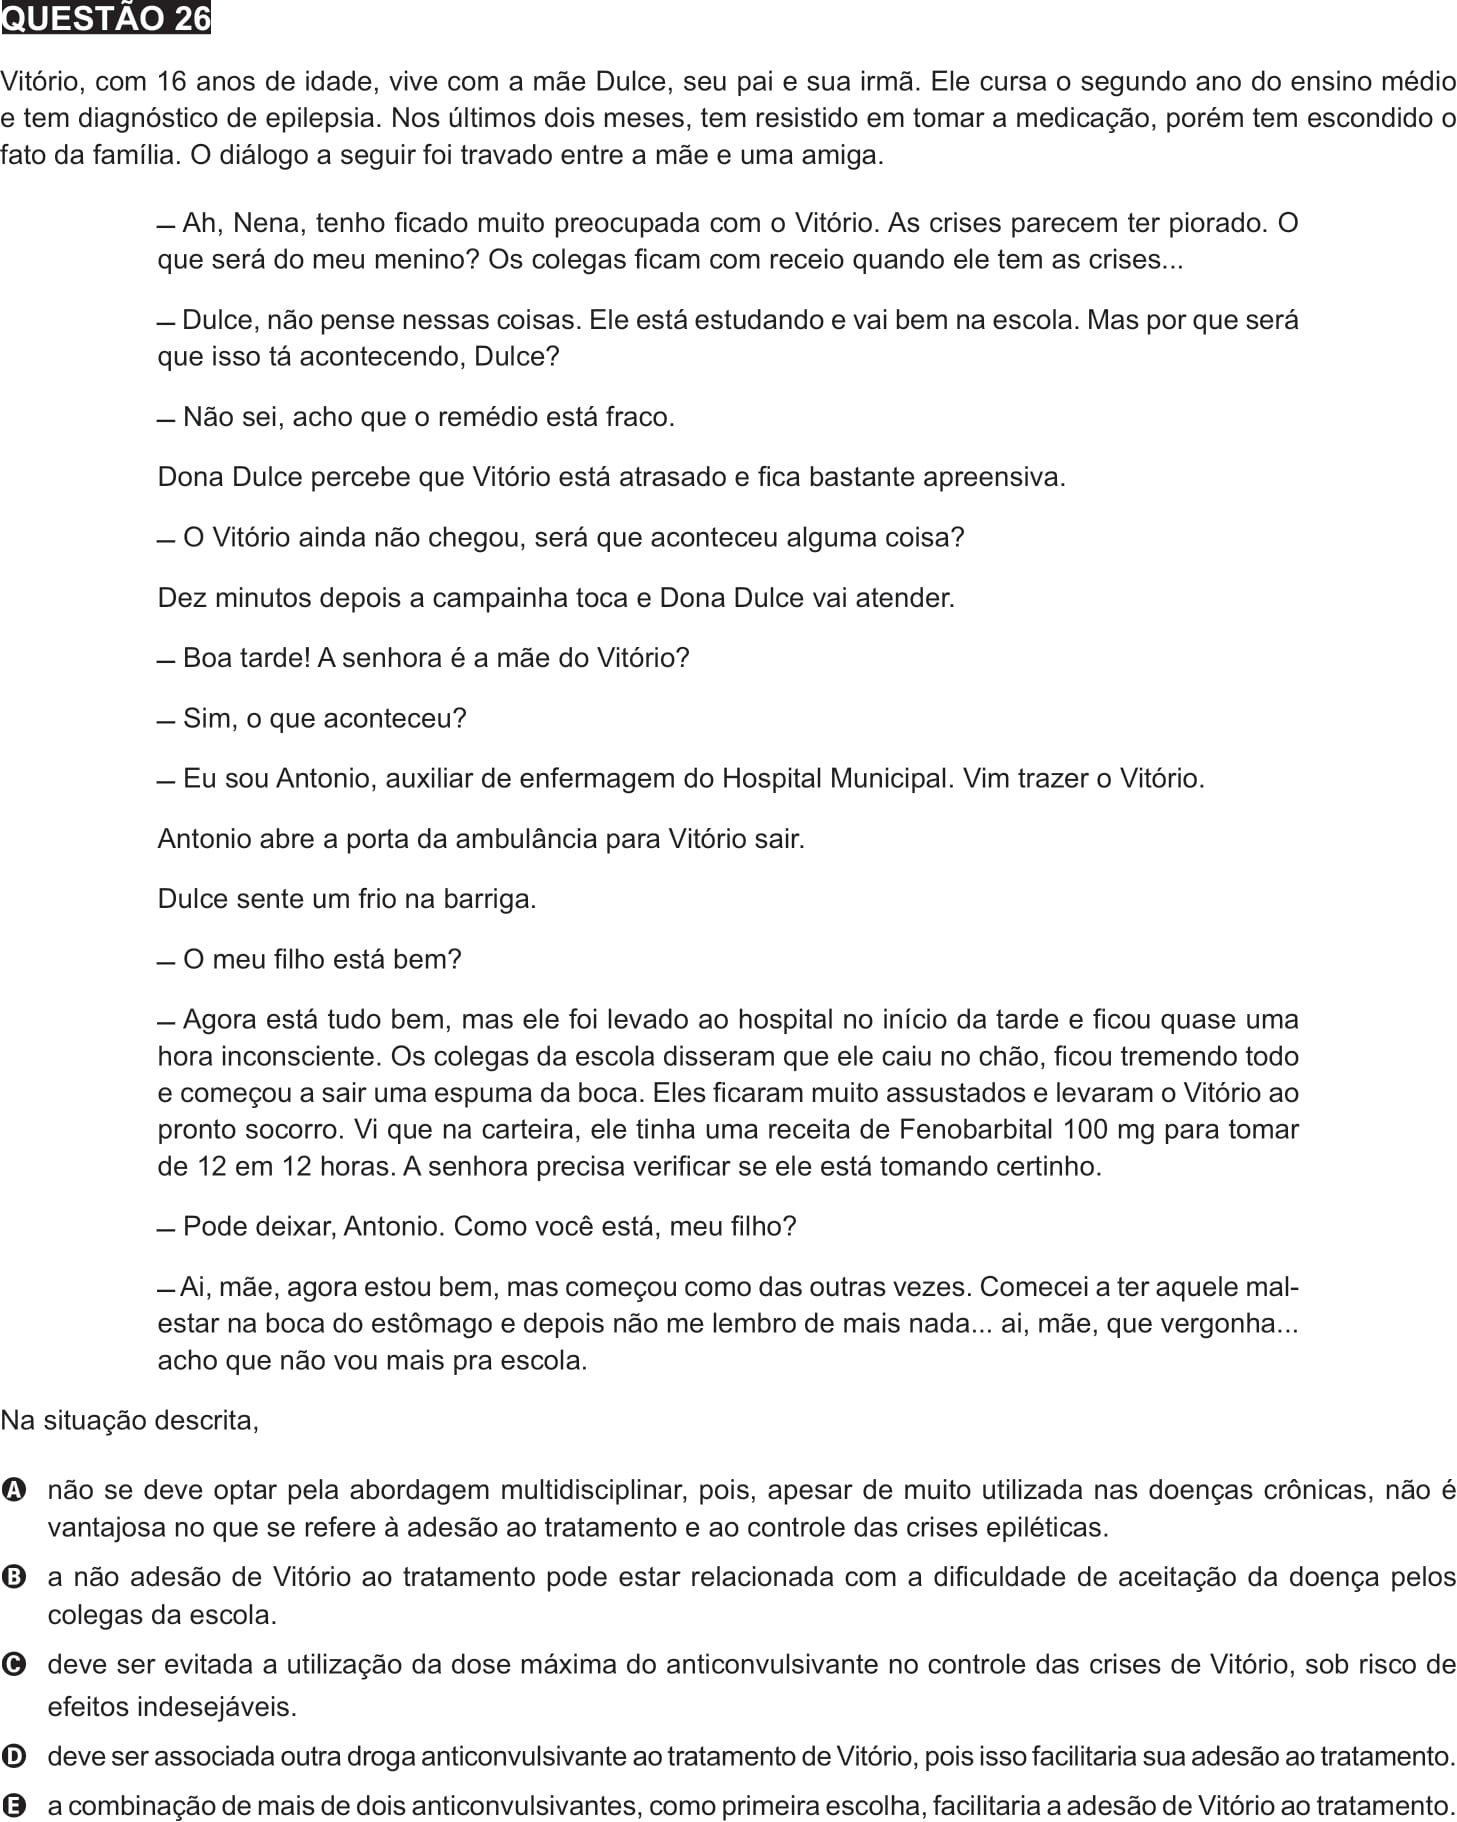 QUESTÃO 26
Vitório, com 16 anos de idade, vive com a mãe Dulce, seu pai e sua irmã. Ele cursa o segundo ano do ensino médio
e tem diagnóstico de epilepsia. Nos últimos dois meses, tem resistido em tomar a medicação, porém tem escondido o
fato da família. O diálogo a seguir foi travado entre a mãe e uma amiga.
– Ah, Nena, tenho ficado muito preocupada com o Vitório. As crises parecem ter piorado. O
que será do meu menino? Os colegas ficam com receio quando ele tem as crises...
– Dulce, não pense nessas coisas. Ele está estudando e vai bem na escola. Mas por que será
que isso tá acontecendo, Dulce?
– Não sei, acho que o remédio está fraco.
Dona Dulce percebe que Vitório está atrasado e fica bastante apreensiva.
– O Vitório ainda não chegou, será que aconteceu alguma coisa?
Dez minutos depois a campainha toca e Dona Dulce vai atender.
– Boa tarde! A senhora é a mãe do Vitório?
– Sim, o que aconteceu?
– Eu sou Antonio, auxiliar de enfermagem do Hospital Municipal. Vim trazer o Vitório.
Antonio abre a porta da ambulância para Vitório sair.
Dulce sente um frio na barriga.
– O meu filho está bem?
– Agora está tudo bem, mas ele foi levado ao hospital no início da tarde e ficou quase uma
hora inconsciente. Os colegas da escola disseram que ele caiu no chão, ficou tremendo todo
e começou a sair uma espuma da boca. Eles ficaram muito assustados e levaram o Vitório ao
pronto socorro. Vi que na carteira, ele tinha uma receita de Fenobarbital 100 mg para tomar
de 12 em 12 horas. A senhora precisa verificar se ele está tomando certinho.
– Pode deixar, Antonio. Como você está, meu filho?
– Ai, mãe, agora estou bem, mas começou como das outras vezes. Comecei a ter aquele mal-
estar na boca do estômago e depois não me lembro de mais nada... ai, mãe, que vergonha...
acho que não vou mais pra escola.
Na situação descrita,
A não se deve optar pela abordagem multidisciplinar, pois, apesar de muito utilizada nas doenças crônicas, não é
vantajosa no que se refere à adesão ao tratamento e ao controle das crises epiléticas.
B a não adesão de Vitório ao tratamento pode estar relacionada com a dificuldade de aceitação da doença pelos
colegas da escola.
C deve ser evitada a utilização da dose máxima do anticonvulsivante no controle das crises de Vitório, sob risco de
efeitos indesejáveis.
D deve ser associada outra droga anticonvulsivante ao tratamento de Vitório, pois isso facilitaria sua adesão ao tratamento.
E a combinação de mais de dois anticonvulsivantes, como primeira escolha, facilitaria a adesão de Vitório ao tratamento.